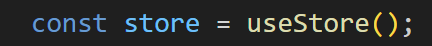 const store = useStore();